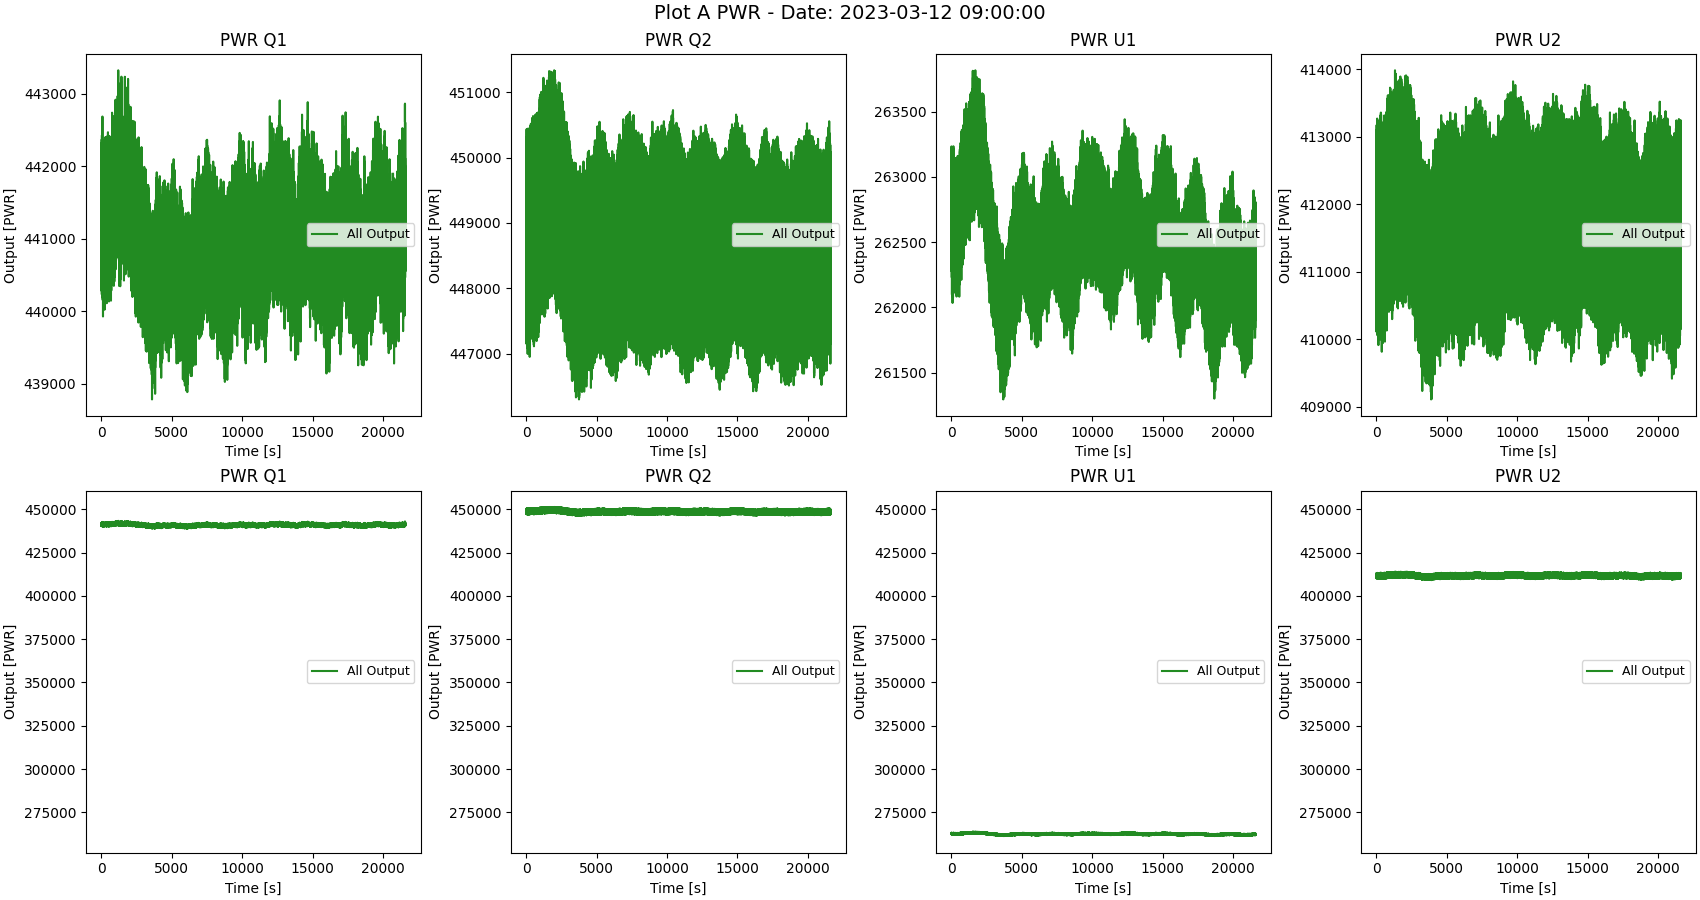 Plot A PWR - Date: 2023-03-12 09:00:00
PWR Q1
Output [PWR]
443000
442000
441000
440000
439000
All Output
0 5000 10000 15000 20000
Time [s]
PWR Q2
Output [PWR]
451000
450000
449000
448000
447000
All Output
0 5000 10000 15000 20000
Time [s]
PWR U1
Output [PWR]
263500
263000
262500
262000
261500
All Output
0 5000 10000 15000 20000
Time [s]
PWR U2
Output [PWR]
414000
413000
412000
411000
410000
409000
All Output
0 5000 10000 15000 20000
Time [s]
PWR Q1
Output [PWR]
450000
425000
400000
375000
350000
325000
300000
275000
All Output
0 5000 10000 15000 20000
Time [s]
PWR Q2
Output [PWR]
450000
425000
400000
375000
350000
325000
300000
275000
All Output
0 5000 10000 15000 20000
Time [s]
PWR U1
Output [PWR]
450000
425000
400000
375000
350000
325000
300000
275000
All Output
0 5000 10000 15000 20000
Time [s]
PWR U2
Output [PWR]
450000
425000
400000
375000
350000
325000
300000
275000
All Output
0 5000 10000 15000 20000
Time [s]